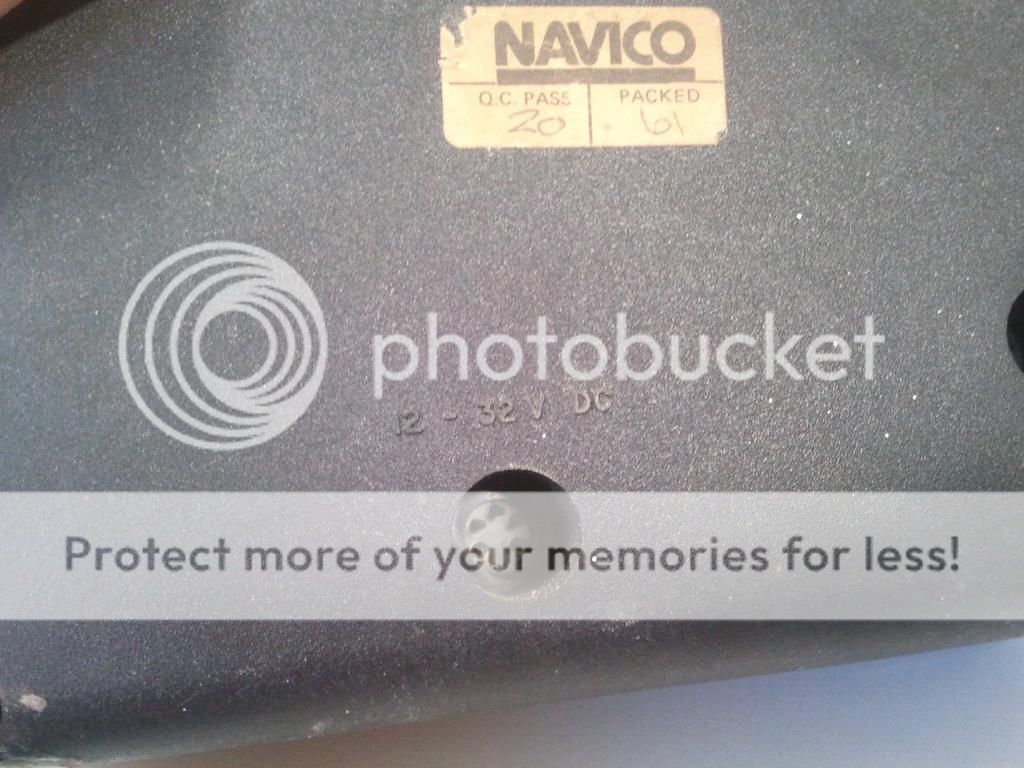 NAVICO
Q.C. PASS PACKED
20 61
photobucket
12 - 32 V DC
Protect more of your memories for less!